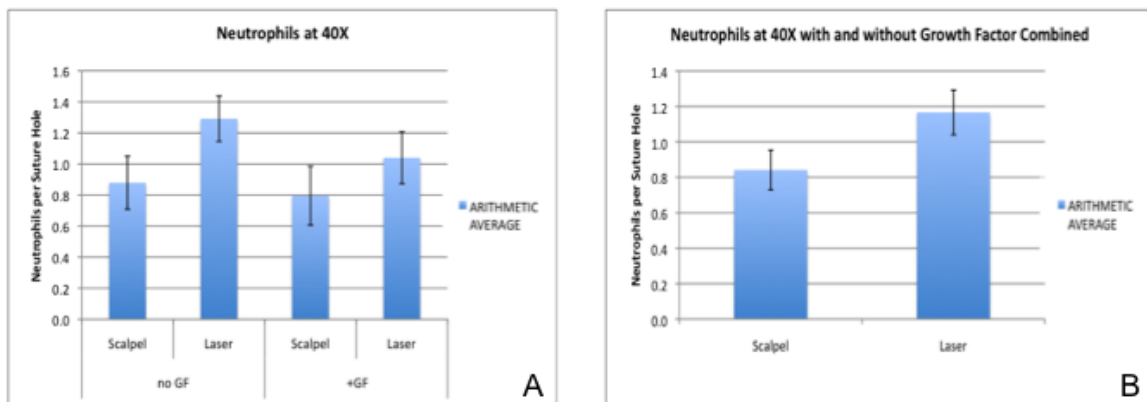 Neutrophils at 40X
Neutrophils per Suture Hole
1.6
1.4
1.2
1.0
0.8
0.6
0.4
0.2
0.0
Scalpel Laser Scalpel Laser
no GF +GF
ARITHMETIC
AVERAGE
A
Neutrophils at 40X with and without Growth Factor Combined
Neutrophils per Suture Hole
1.4
1.2
1.0
0.8
0.6
0.4
0.2
0.0
Scalpel Laser
ARITHMETIC
AVERAGE
B